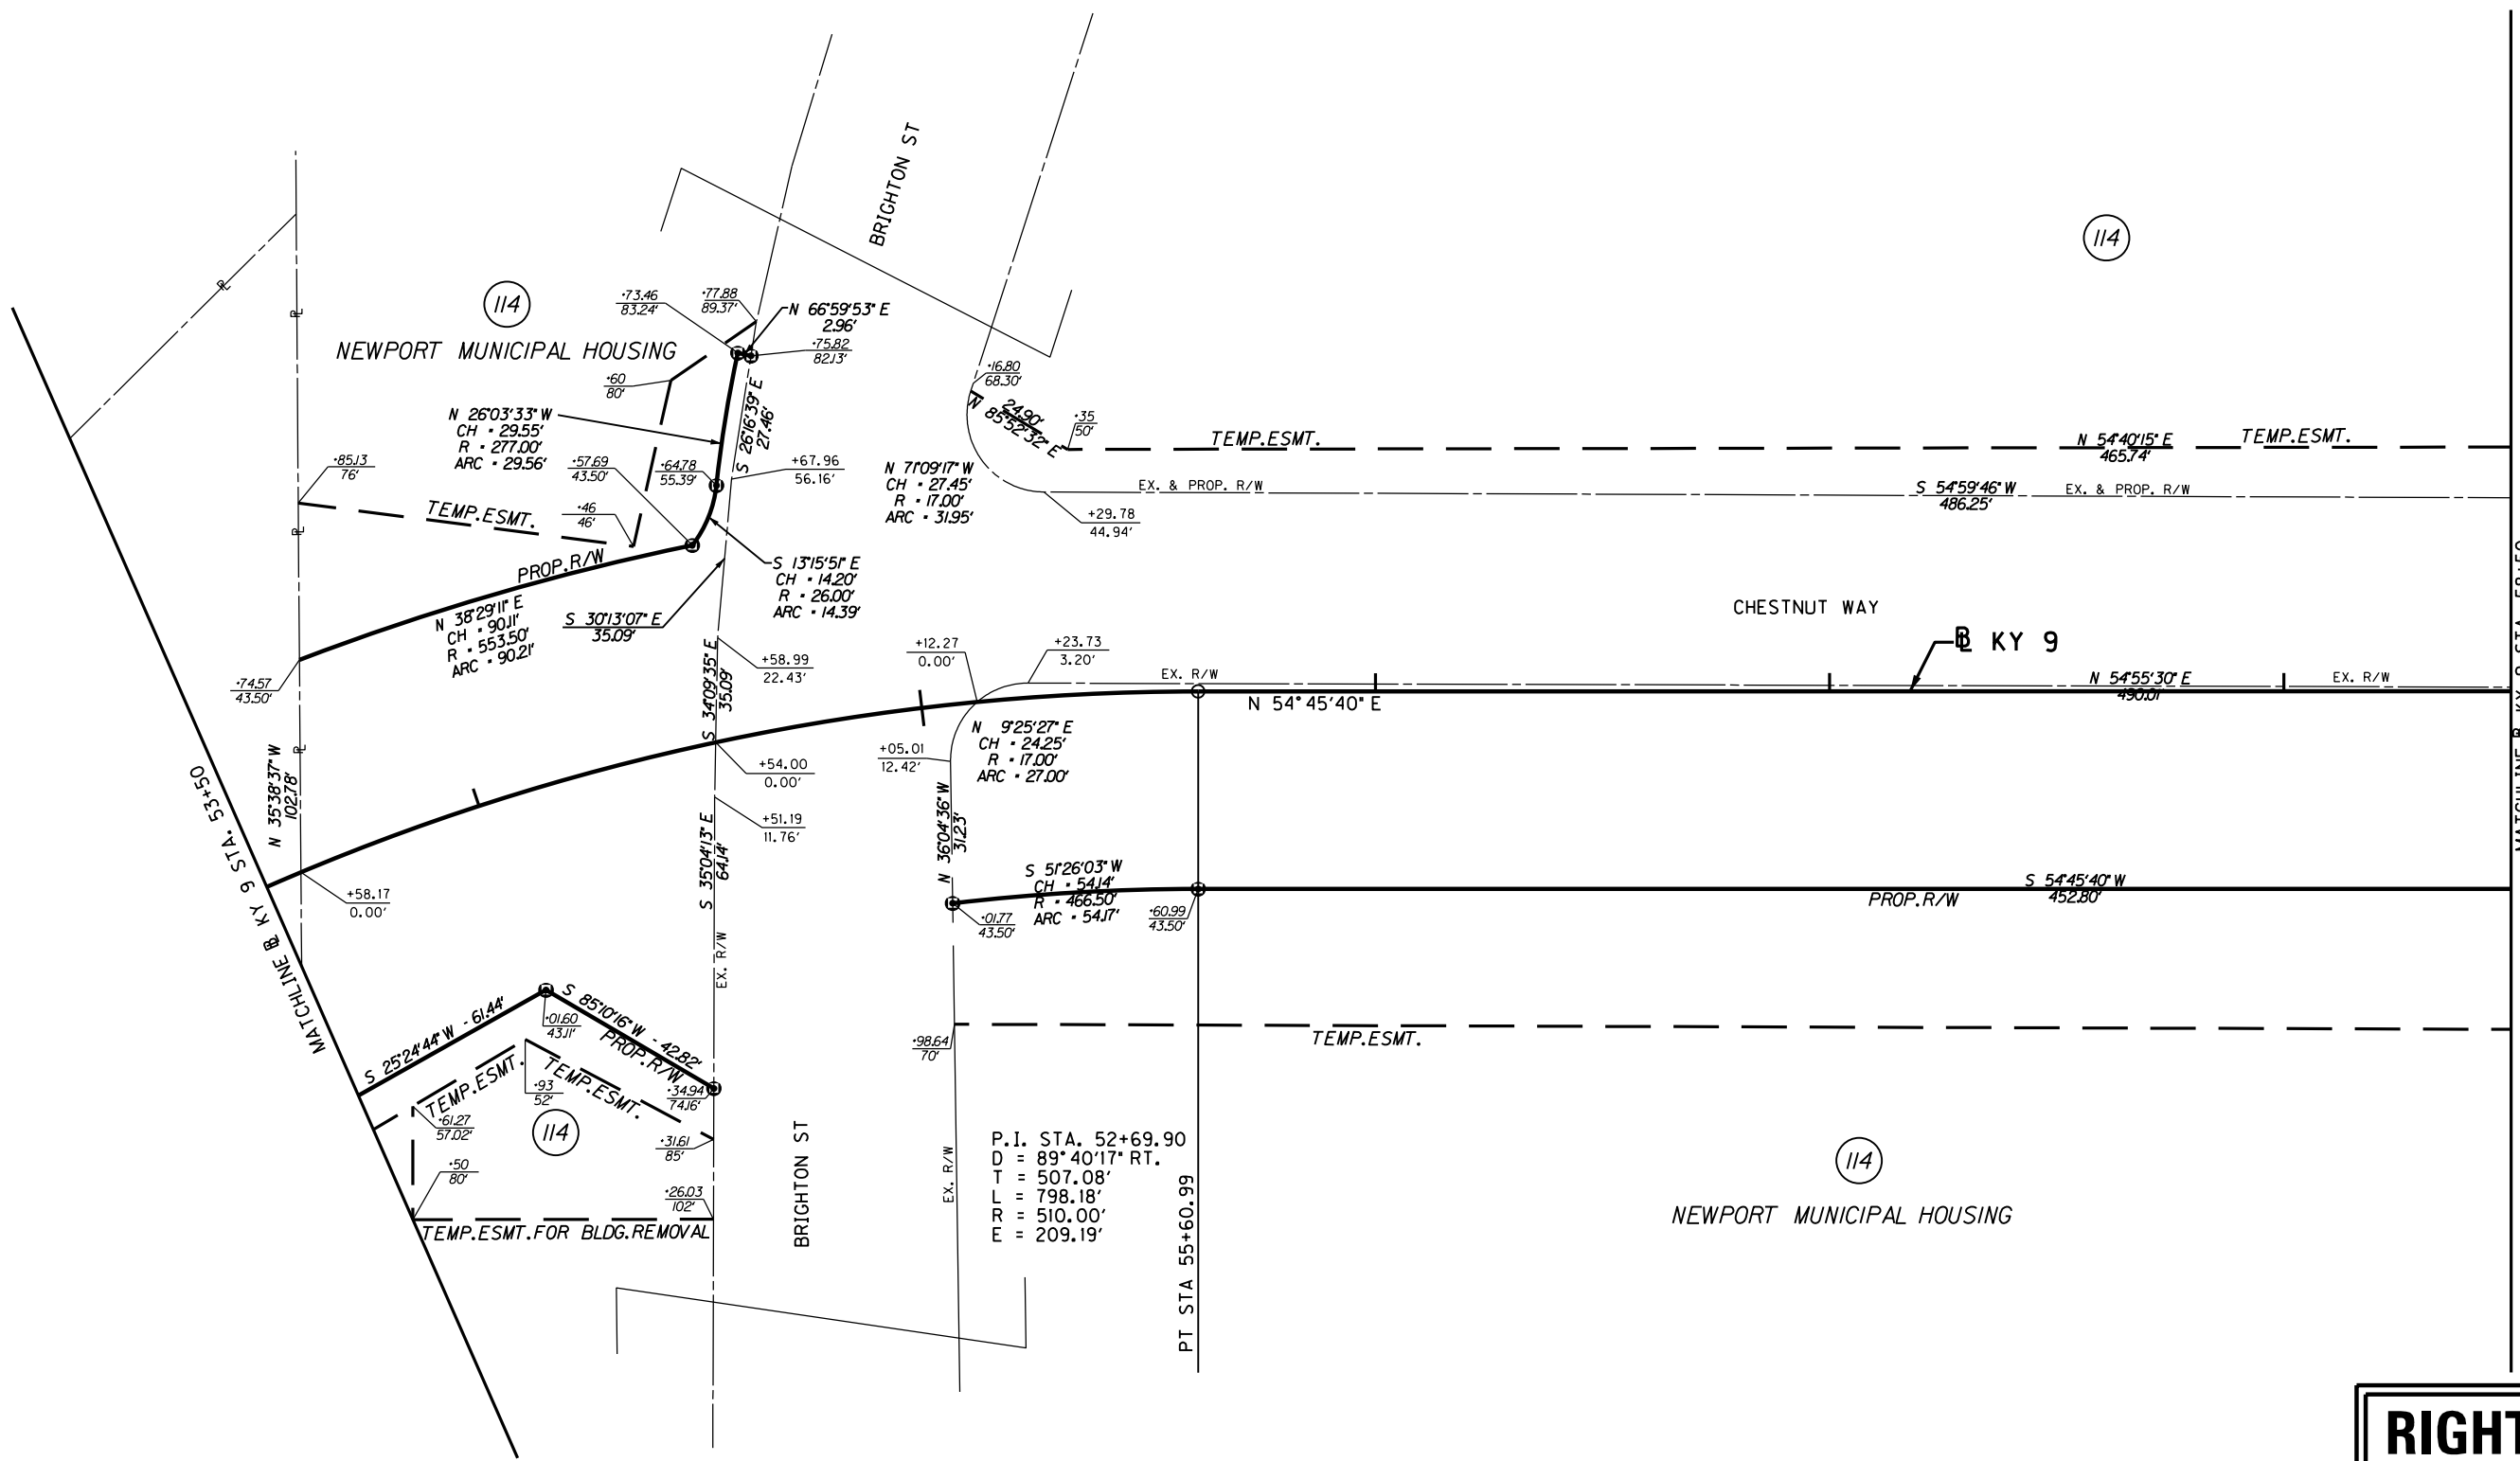 BRIGHTON ST
114
NEWPORT MUNICIPAL HOUSING
+73.46
83.24'
+77.88
89.37'
N 66°59'53" E
2.96'
+75.82
82.13'
+60
80'
N 26°03'33" W
CH = 29.55'
R = 277.00'
ARC = 29.56'
S 26°16'39" E
27.46'
+57.69
43.50'
+64.78
55.39'
+67.96
56.16'
+85.13
76'
TEMP. ESMT.
+46
46'
PROP. R/W
N 38°29'11" E
CH = 90.11'
R = 553.50'
ARC = 90.21'
S 30°13'07" E
35.09'
S 13°15'51" E
CH = 14.20'
R = 26.00'
ARC = 14.39'
N 71°09'17" W
CH = 27.45'
R = 17.00'
ARC = 31.95'
+16.80
68.30'
24.90'
N 85°52'32" E
+35
50'
TEMP. ESMT.
N 54°40'15" E
465.74'
TEMP. ESMT.
114
EX. & PROP. R/W
S 54°59'46" W
486.25'
EX. & PROP. R/W
+29.78
44.94'
CHESTNUT WAY
BL KY 9
+74.57
43.50'
S 34°09'35" E
35.09'
+58.99
22.43'
+12.27
0.00'
+23.73
3.20'
EX. R/W
N 54°55'30" E
490.01'
EX. R/W
N 54°45'40" E
N 9°25'27" E
CH = 24.25'
R = 17.00'
ARC = 27.00'
+05.01
12.42'
+54.00
0.00'
+51.19
11.76'
N 35°38'37" W
102.78'
MATCHLINE BL KY 9 STA. 53+50
+58.17
0.00'
S 35°04'13" E
64.14'
N 36°04'36" W
31.23'
S 51°26'03" W
CH = 54.14'
R = 466.50'
ARC = 54.17'
+01.77
43.50'
+60.99
43.50'
S 54°45'40" W
452.80'
PROP. R/W
EX. R/W
S 25°24'44" W - 61.44'
S 85°10'16" W - 42.82'
PROP. R/W
+01.60
43.11'
TEMP. ESMT.
TEMP. ESMT.
+93
52'
+34.94
74.16'
+61.27
57.02'
114
+31.61
85'
+50
80'
+26.03
102'
TEMP. ESMT. FOR BLDG. REMOVAL
+98.64
70'
TEMP. ESMT.
BRIGHTON ST
EX. R/W
P.I. STA. 52+69.90
D = 89°40'17" RT.
T = 507.08'
L = 798.18'
R = 510.00'
E = 209.19'
PT STA 55+60.99
114
NEWPORT MUNICIPAL HOUSING
RIGHT